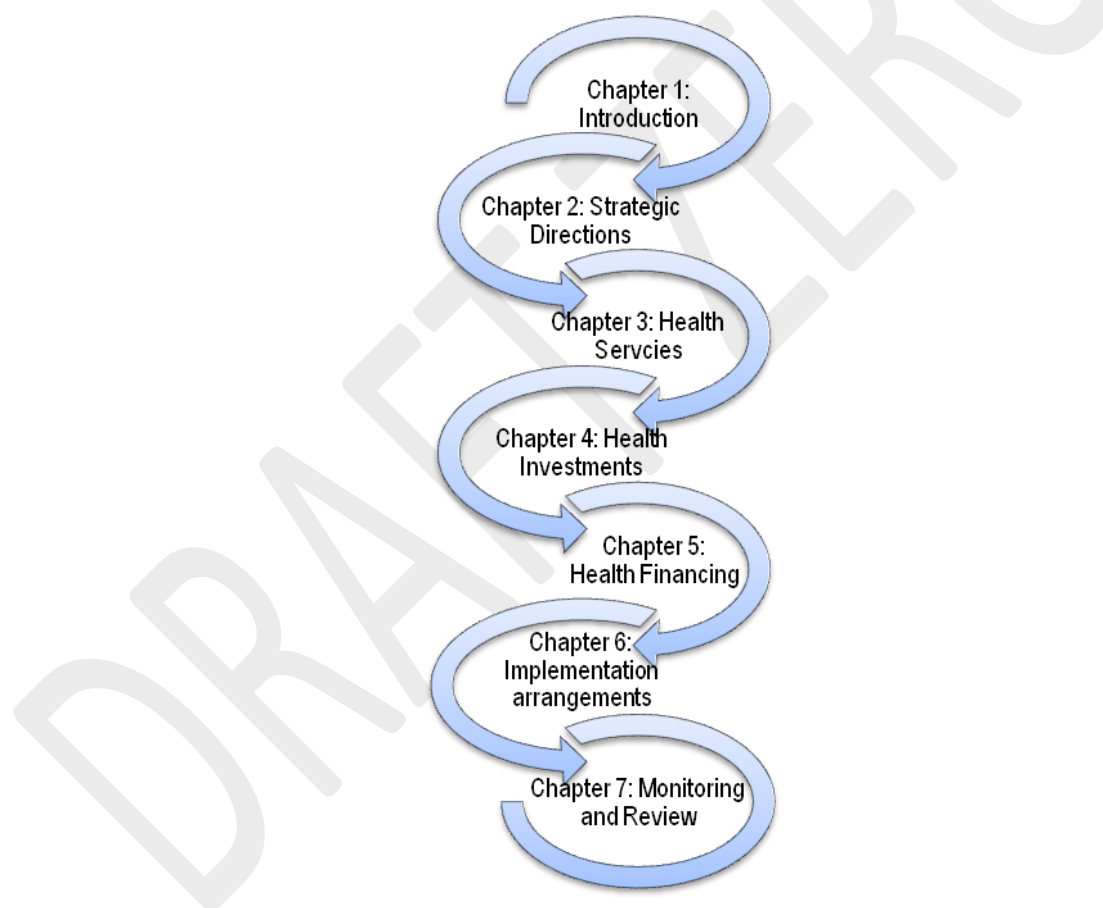 Chapter 1:
Introduction
Chapter 2: Strategic
Directions
Chapter 3: Health
Servcies
Chapter 4: Health
Investments
Chapter 5:
Health Financing
Chapter 6:
Implementation
arrangements
Chapter 7: Monitoring
and Review
DRAFT ZERO